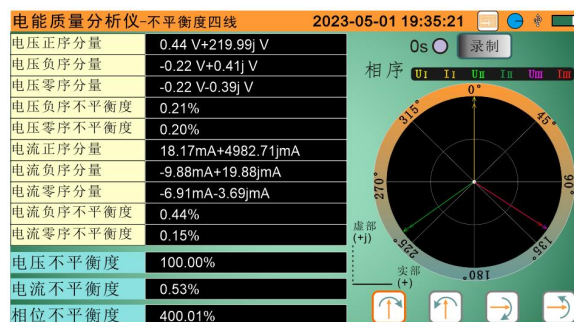 电能质量分析仪-不平衡度四线 2023-05-01 19:35:21
电压正序分量 0.44 V+219.99j V
电压负序分量 -0.22 V+0.41j V
电压零序分量 -0.22 V-0.39j V
电压负序不平衡度 0.21%
电压零序不平衡度 0.20%
电流正序分量 18.17mA+4982.71jmA
电流负序分量 -9.88mA+19.88jmA
电流零序分量 -6.91mA-3.69jmA
电流负序不平衡度 0.44%
电流零序不平衡度 0.15%
电压不平衡度 100.00%
电流不平衡度 0.53%
相位不平衡度 400.01%
0s 录制
相序 UI II UII III UIII IIII
0°
45°
90°
135°
180°
225°
270°
315°
虚部
(+j)
实部
(+)